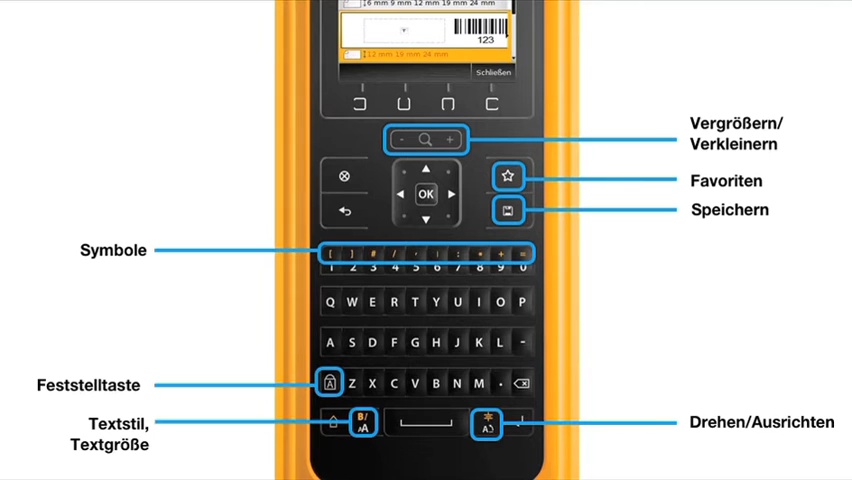 6 mm 9 mm 12 mm 19 mm 24 mm
123
12 mm 19 mm 24 mm
Schließen
- +
Vergrößern/
Verkleinern
OK
Favoriten
Speichern
Symbole
[ ] # / , | : * + =
1 2 3 4 5 6 7 8 9 0
Q W E R T Y U I O P
A S D F G H J K L -
Feststelltaste
A Z X C V B N M .
Textstil,
Textgröße
B/
AA
A
Drehen/Ausrichten